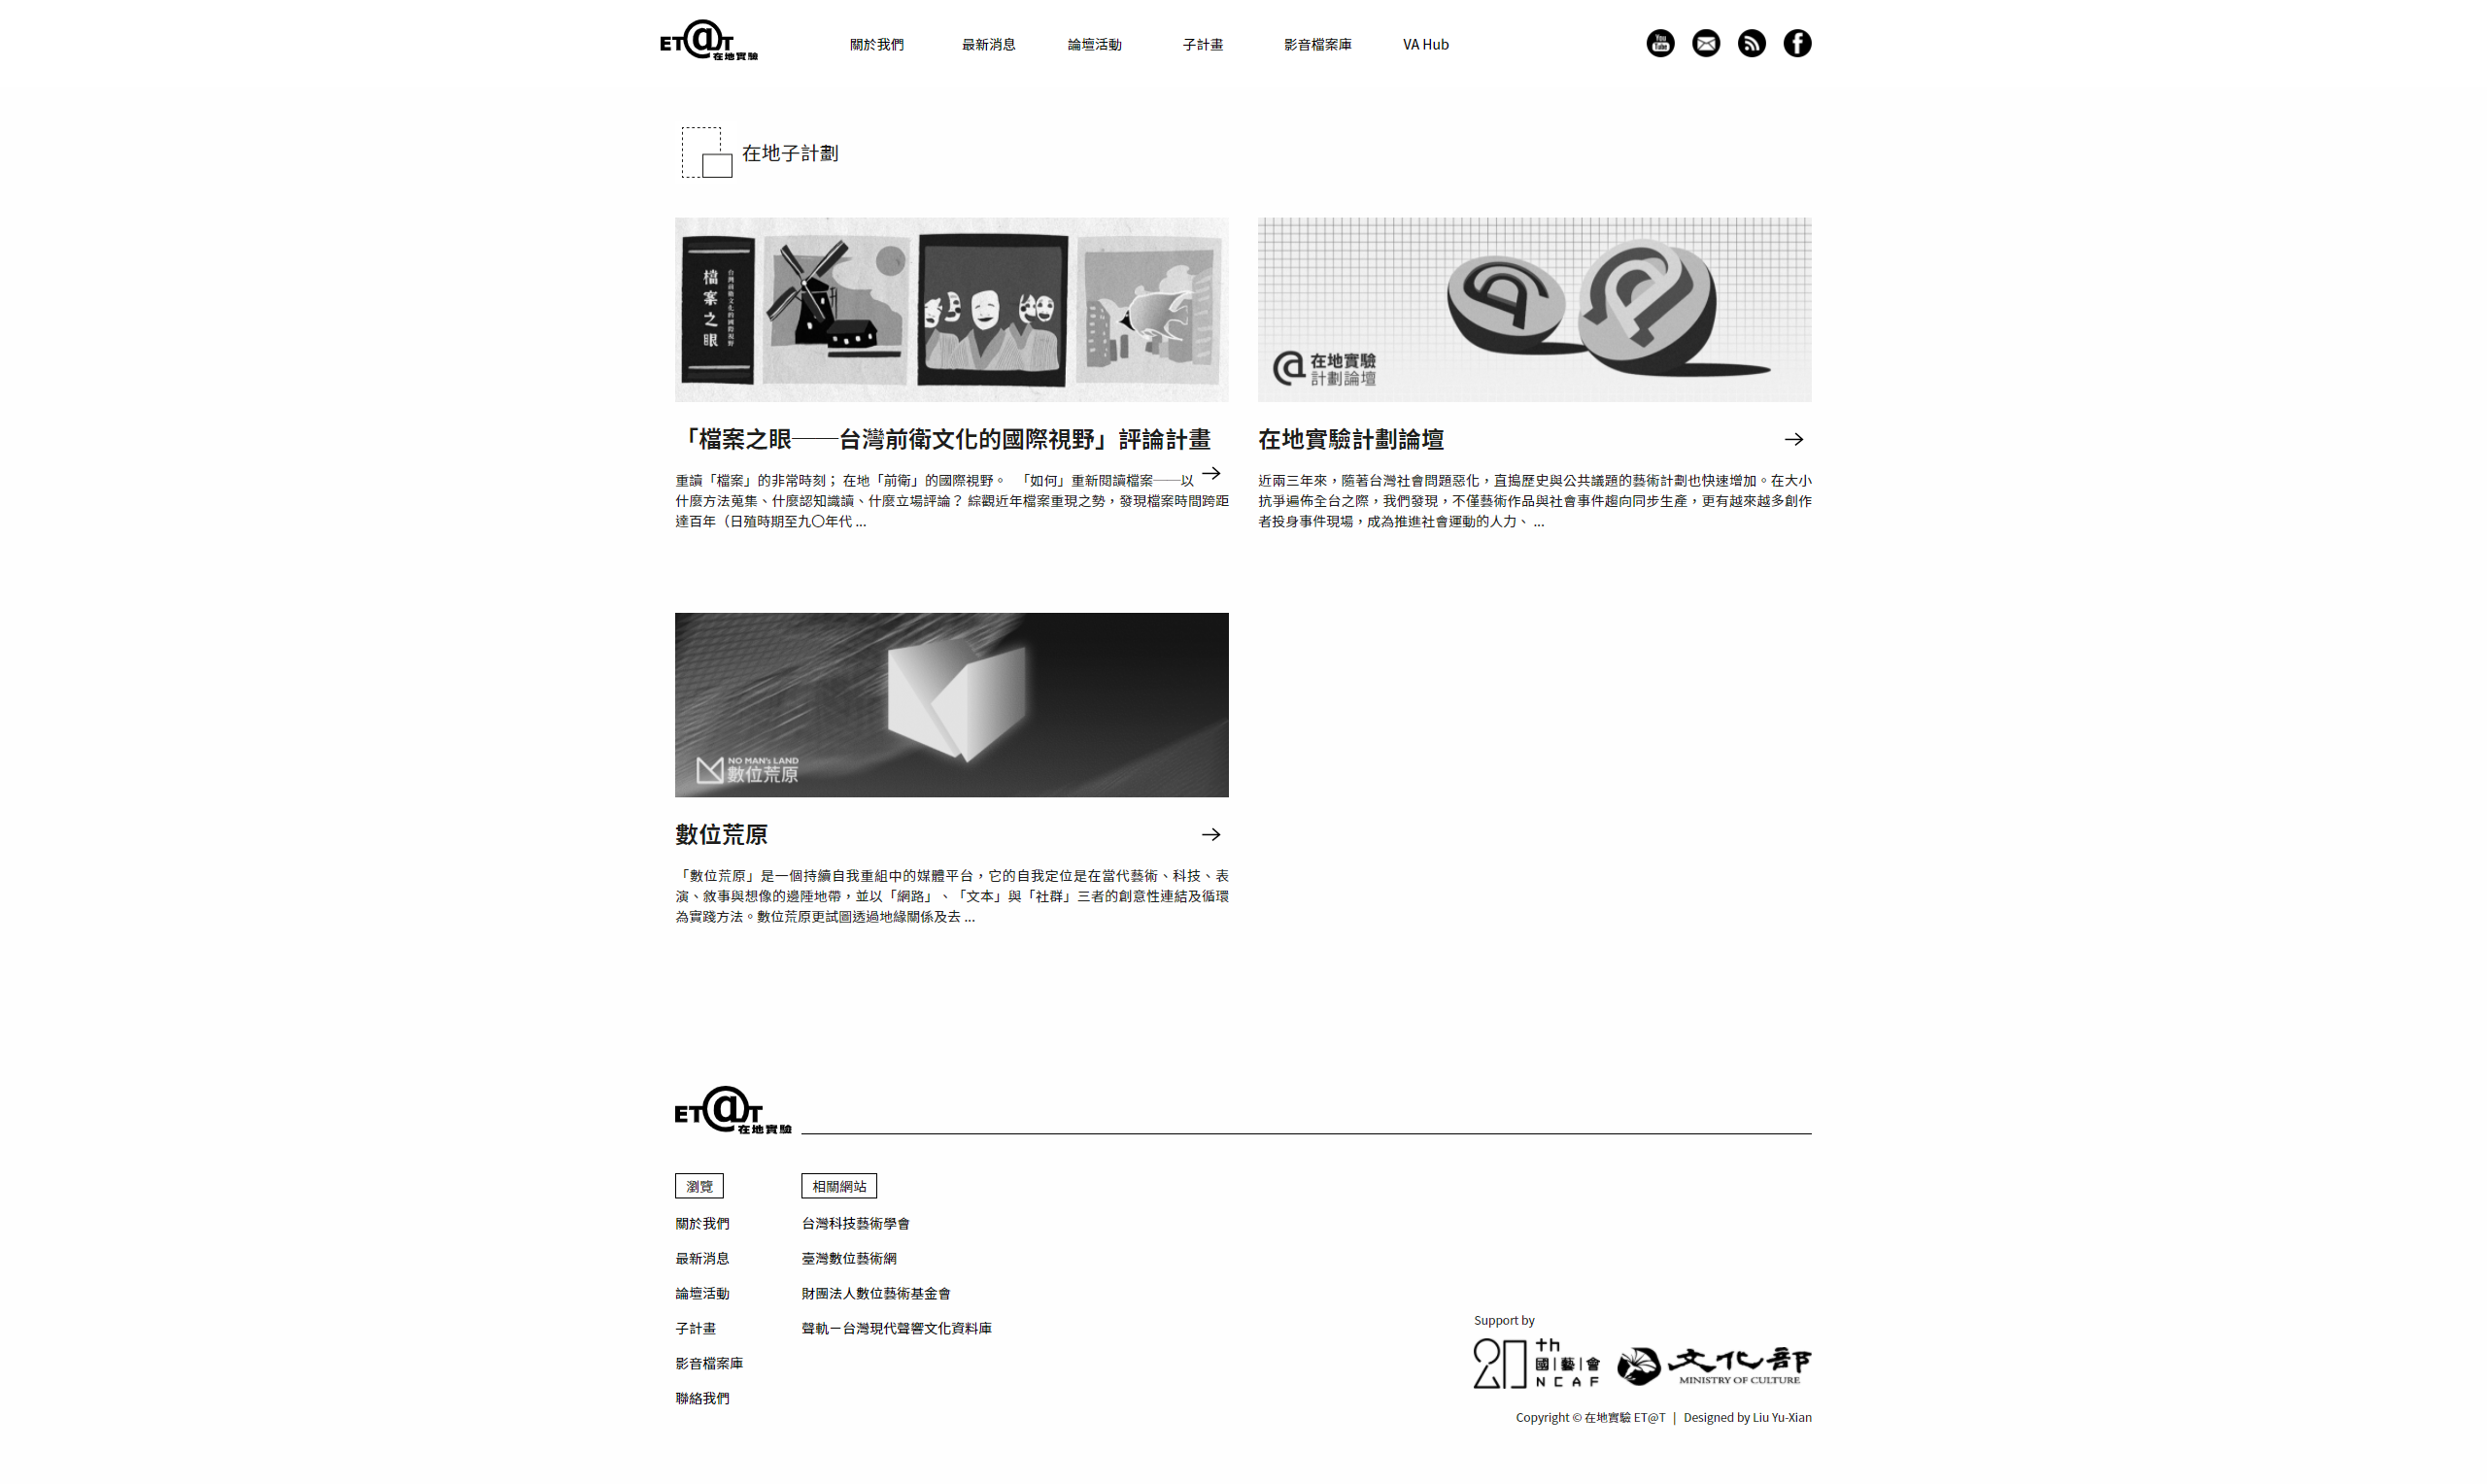 ET@T
在地實驗
關於我們
最新消息
論壇活動
子計畫
影音檔案庫
VA Hub
You
Tube
在地子計劃
檔案之眼
台灣前衛文化的國際視野
在地實驗
計劃論壇
「檔案之眼──台灣前衛文化的國際視野」評論計畫
重讀「檔案」的非常時刻； 在地「前衛」的國際視野。 「如何」重新閱讀檔案──以
什麼方法蒐集、什麼認知識讀、什麼立場評論？ 綜觀近年檔案重現之勢，發現檔案時間跨距
達百年（日殖時期至九〇年代 ...
在地實驗計劃論壇
近兩三年來，隨著台灣社會問題惡化，直搗歷史與公共議題的藝術計劃也快速增加。在大小
抗爭遍佈全台之際，我們發現，不僅藝術作品與社會事件趨向同步生產，更有越來越多創作
者投身事件現場，成為推進社會運動的人力、 ...
NO MAN's LAND
數位荒原
數位荒原
「數位荒原」是一個持續自我重組中的媒體平台，它的自我定位是在當代藝術、科技、表
演、敘事與想像的邊陲地帶，並以「網路」、「文本」與「社群」三者的創意性連結及循環
為實踐方法。數位荒原更試圖透過地緣關係及去 ...
ET@T
在地實驗
瀏覽
關於我們
最新消息
論壇活動
子計畫
影音檔案庫
聯絡我們
相關網站
台灣科技藝術學會
臺灣數位藝術網
財團法人數位藝術基金會
聲軌－台灣現代聲響文化資料庫
Support by
20th
國|藝|會
NCAF
文化部
MINISTRY OF CULTURE
Copyright © 在地實驗 ET@T | Designed by Liu Yu-Xian